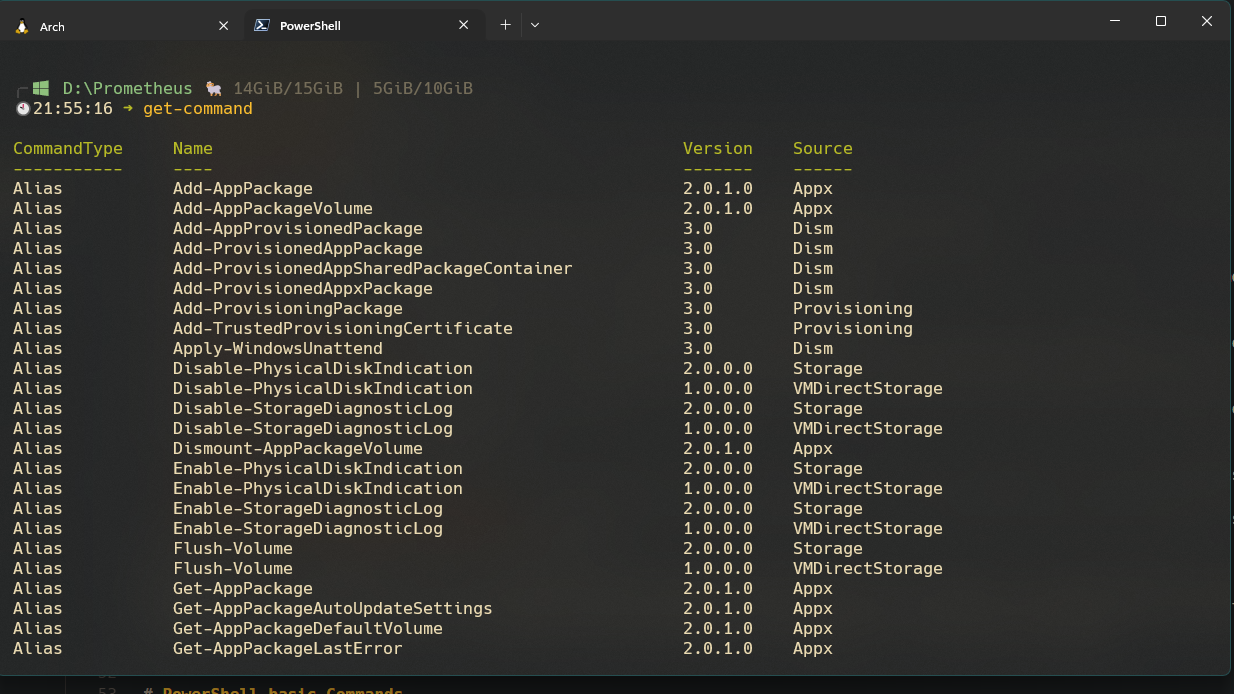 Arch
PowerShell
D:\Prometheus 14GiB/15GiB | 5GiB/10GiB
21:55:16 → get-command
CommandType Name Version Source
----------- ---- ------- ------
Alias Add-AppPackage 2.0.1.0 Appx
Alias Add-AppPackageVolume 2.0.1.0 Appx
Alias Add-AppProvisionedPackage 3.0 Dism
Alias Add-ProvisionedAppPackage 3.0 Dism
Alias Add-ProvisionedAppSharedPackageContainer 3.0 Dism
Alias Add-ProvisionedAppxPackage 3.0 Dism
Alias Add-ProvisioningPackage 3.0 Provisioning
Alias Add-TrustedProvisioningCertificate 3.0 Provisioning
Alias Apply-WindowsUnattend 3.0 Dism
Alias Disable-PhysicalDiskIndication 2.0.0.0 Storage
Alias Disable-PhysicalDiskIndication 1.0.0.0 VMDirectStorage
Alias Disable-StorageDiagnosticLog 2.0.0.0 Storage
Alias Disable-StorageDiagnosticLog 1.0.0.0 VMDirectStorage
Alias Dismount-AppPackageVolume 2.0.1.0 Appx
Alias Enable-PhysicalDiskIndication 2.0.0.0 Storage
Alias Enable-PhysicalDiskIndication 1.0.0.0 VMDirectStorage
Alias Enable-StorageDiagnosticLog 2.0.0.0 Storage
Alias Enable-StorageDiagnosticLog 1.0.0.0 VMDirectStorage
Alias Flush-Volume 2.0.0.0 Storage
Alias Flush-Volume 1.0.0.0 VMDirectStorage
Alias Get-AppPackage 2.0.1.0 Appx
Alias Get-AppPackageAutoUpdateSettings 2.0.1.0 Appx
Alias Get-AppPackageDefaultVolume 2.0.1.0 Appx
Alias Get-AppPackageLastError 2.0.1.0 Appx
53 # PowerShell basic Commands